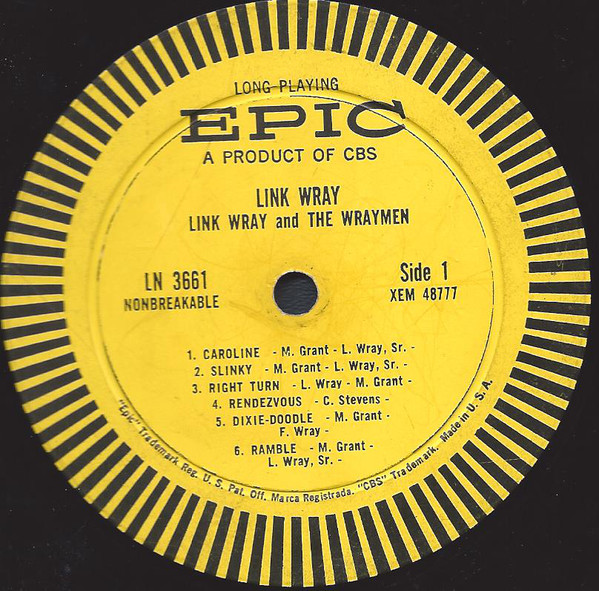 LONG-PLAYING
EPIC
A PRODUCT OF CBS
LINK WRAY
LINK WRAY and THE WRAYMEN
LN 3661
NONBREAKABLE
Side 1
XEM 48777
1. CAROLINE - M. Grant - L. Wray, Sr. -
2. SLINKY - M. Grant - L. Wray, Sr. -
3. RIGHT TURN - L. Wray - M. Grant -
4. RENDEZVOUS - C. Stevens -
5. DIXIE-DOODLE - M. Grant -
F. Wray -
6. RAMBLE - M. Grant -
L. Wray, Sr. -
"Epic" Trademark Reg. U. S. Pat. Off. Marca Registrada. "CBS" Trademark. Made in U. S. A.